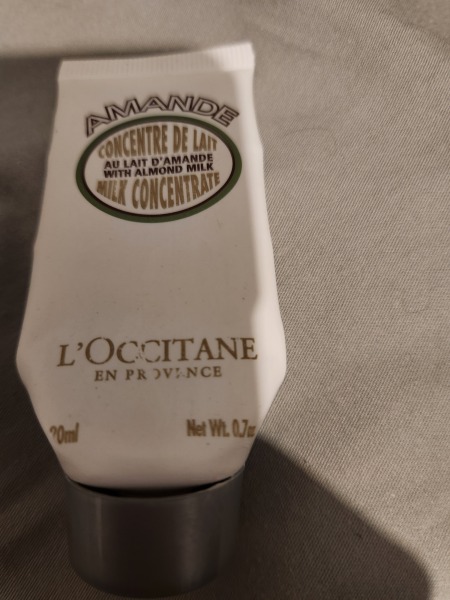 AMANDE
CONCENTRE DE LAIT
AU LAIT D'AMANDE
WITH ALMOND MILK
MILK CONCENTRATE
L'OCCITANE
EN PROVENCE
20ml Net Wt. 0.7oz